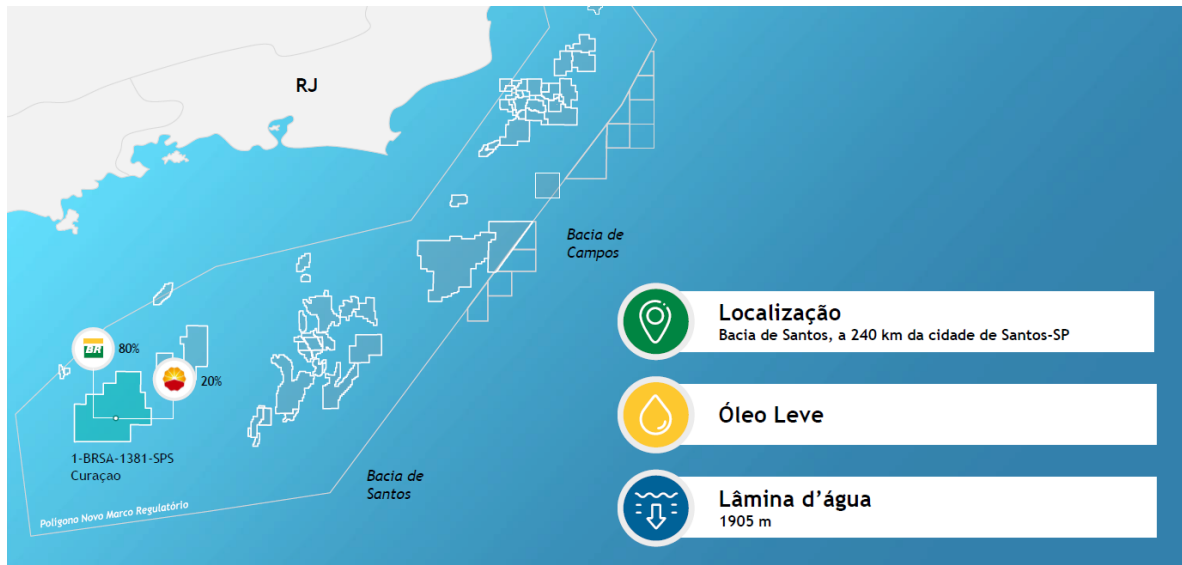 RJ
Bacia de
Campos
BR
80%
20%
1-BRSA-1381-SPS
Curaçao
Bacia de
Santos
Polígono Novo Marco Regulatório
Localização
Bacia de Santos, a 240 km da cidade de Santos-SP
Óleo Leve
Lâmina d’água
1905 m